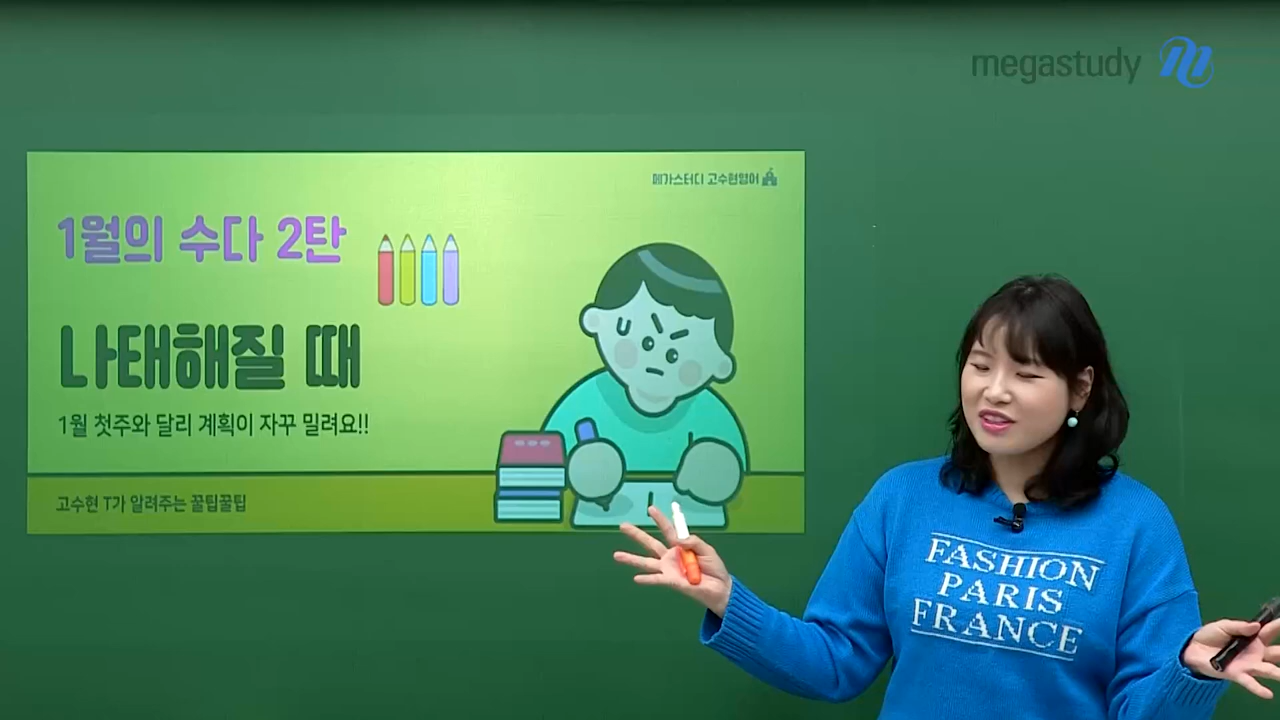 megastudy
메가스터디 고수현영어
1월의 수다 2탄
나태해질 때
1월 첫주와 달리 계획이 자꾸 밀려요!!
고수현 T가 알려주는 꿀팁꿀팁
FASHION
PARIS
FRANCE